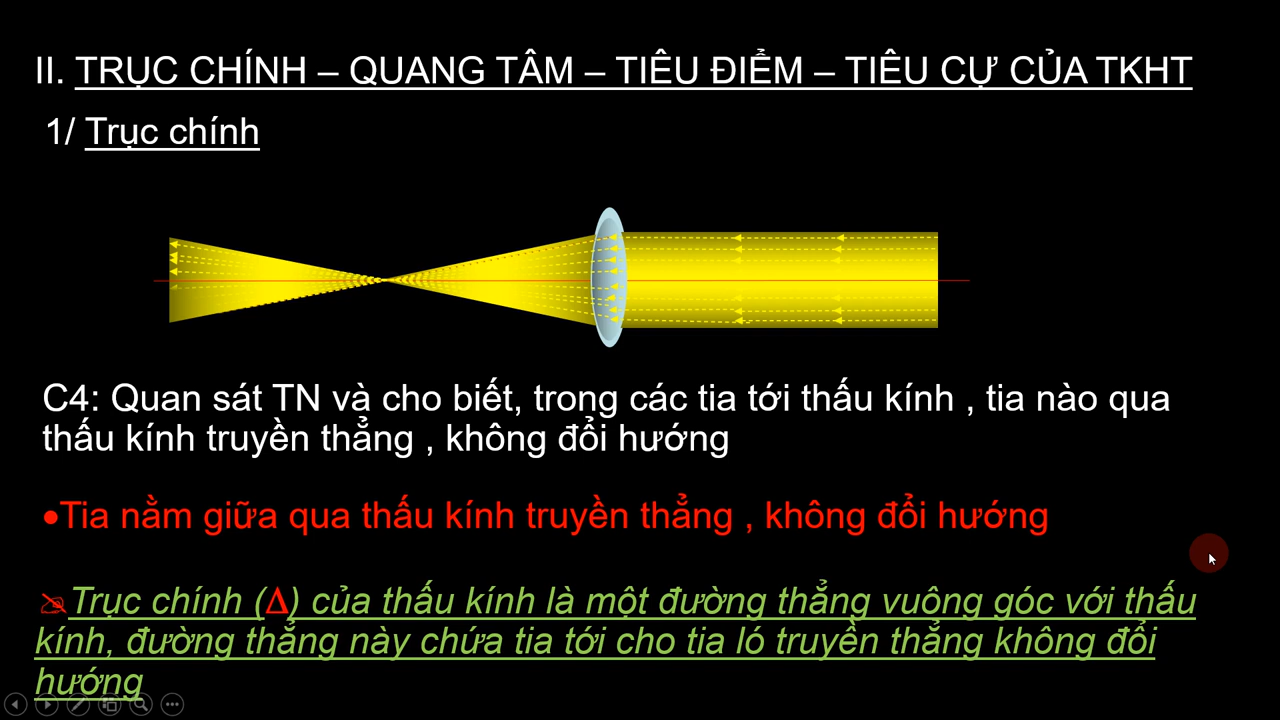 II. TRỤC CHÍNH – QUANG TÂM – TIÊU ĐIỂM – TIÊU CỰ CỦA TKHT
1/ Trục chính
C4: Quan sát TN và cho biết, trong các tia tới thấu kính , tia nào qua
thấu kính truyền thẳng , không đổi hướng
•Tia nằm giữa qua thấu kính truyền thẳng , không đổi hướng
Trục chính (Δ) của thấu kính là một đường thẳng vuông góc với thấu
kính, đường thẳng này chứa tia tới cho tia ló truyền thẳng không đổi
hướng